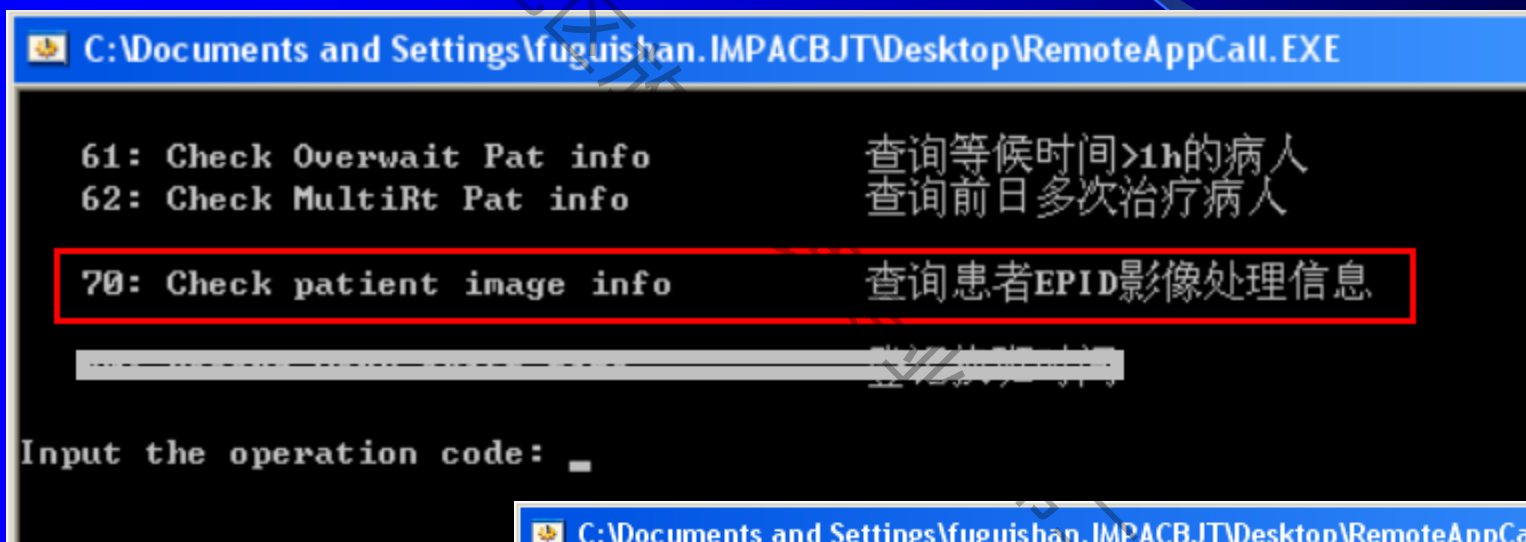 C:\Documents and Settings\fuguishan.IMPACBJT\Desktop\RemoteAppCall.EXE
61: Check Overwait Pat info 查询等候时间>1h的病人
62: Check MultiRt Pat info 查询前日多次治疗病人
70: Check patient image info 查询患者EPID影像处理信息
Input the operation code: _
C:\Documents and Settings\fuguishan.IMPACBJT\Desktop\RemoteAppCa